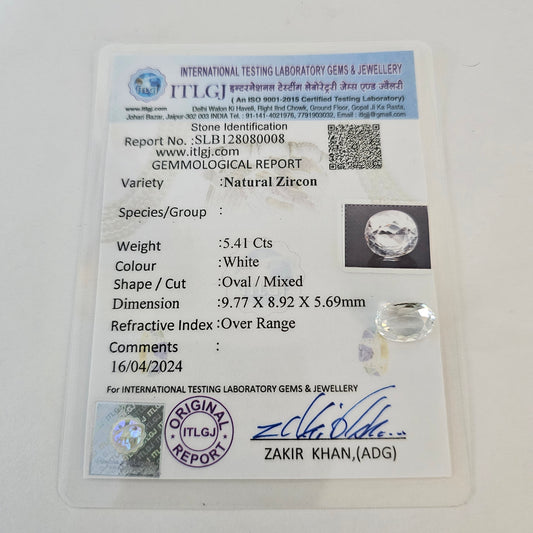 INTERNATIONAL TESTING LABORATORY GEMS & JEWELLERY
ITLGJ इन्टरनेशनल टेस्टींग लेबोरेट्री जेम्स एण्ड ज्वैलरी
( An ISO 9001-2015 Certified Testing Laboratory)
www.itlgj.com
Delhi Walon Ki Haveli, Right Hnd Chowk, Ground Floor, Gopal Ji Ka Rasta,
Johari Bazar, Jaipur-302 003 INDIA Tel.: 91-141-4021976, 7791903032, Email :
Stone Identification
Report No.:SLB128080008
www.itlgj.com
GEMMOLOGICAL REPORT
Variety :Natural Zircon
Species/Group :
Weight :5.41 Cts
Colour :White
Shape / Cut :Oval / Mixed
Dimension :9.77 X 8.92 X 5.69mm
Refractive Index :Over Range
Comments :
16/04/2024
For INTERNATIONAL TESTING LABORATORY GEMS & JEWELLERY
ORIGINAL
ITLGJ
REPORT
ZAKIR KHAN,(ADG)